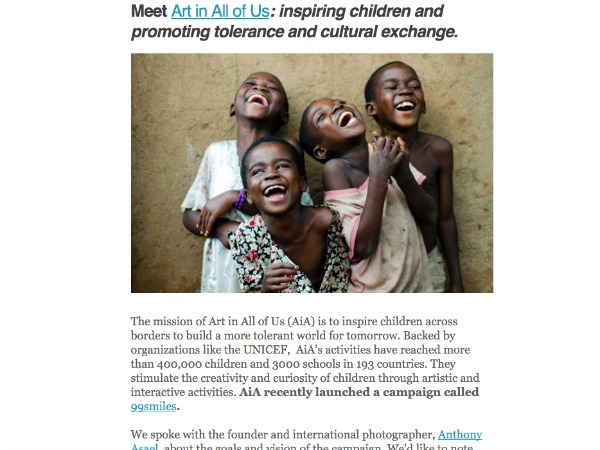 Meet Art in All of Us: inspiring children and
promoting tolerance and cultural exchange.
The mission of Art in All of Us (AiA) is to inspire children across
borders to build a more tolerant world for tomorrow. Backed by
organizations like the UNICEF,  AiA's activities have reached more
than 400,000 children and 3000 schools in 193 countries. They
stimulate the creativity and curiosity of children through artistic and
interactive activities. AiA recently launched a campaign called
99smiles.
We spoke with the founder and international photographer, Anthony
Asael, about the goals and vision of the campaign. We'd like to note